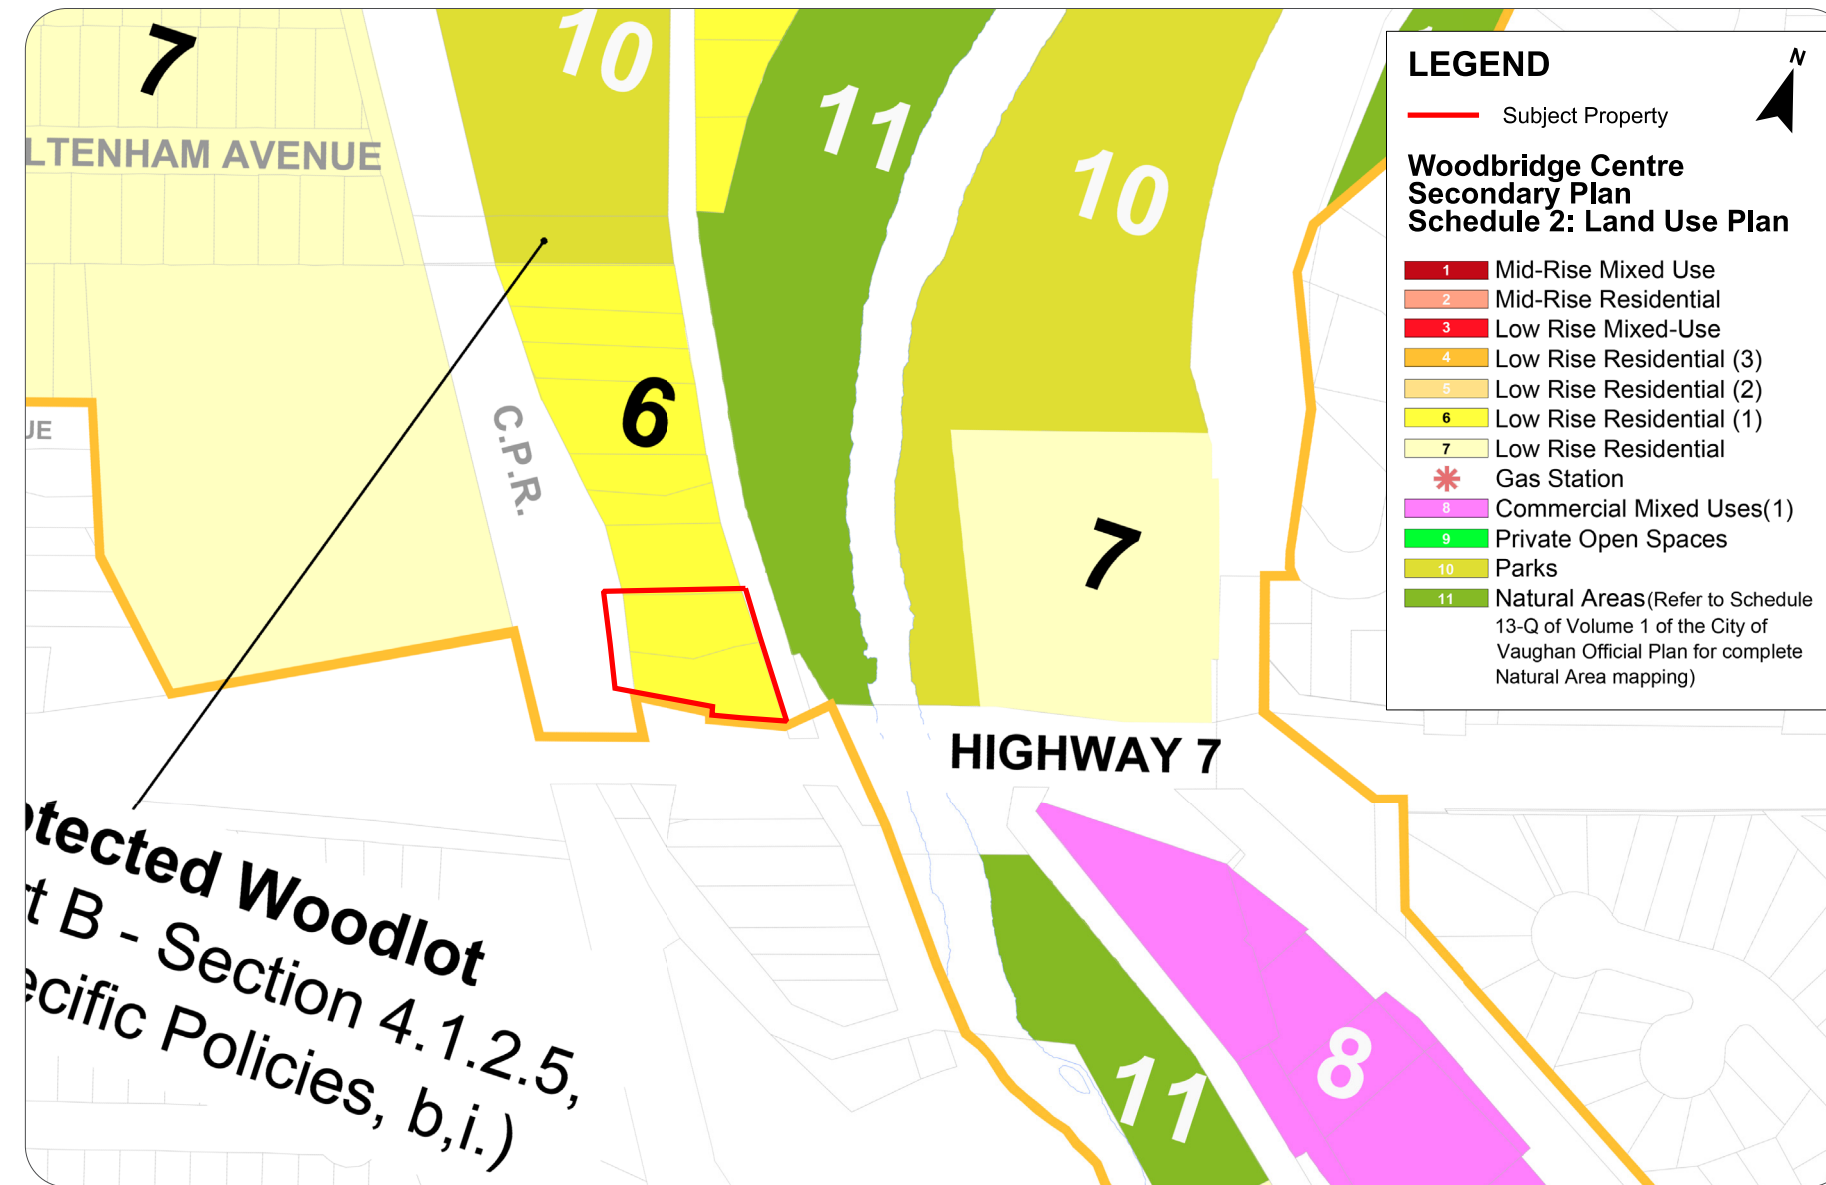 7
10
11
10
LTENHAM AVENUE
6
C.P.R.
7
HIGHWAY 7
tected Woodlot
t B - Section 4.1.2.5,
ecific Policies, b,i.)
11
8
LEGEND
N
Subject Property
Woodbridge Centre
Secondary Plan
Schedule 2: Land Use Plan
1 Mid-Rise Mixed Use
2 Mid-Rise Residential
3 Low Rise Mixed-Use
4 Low Rise Residential (3)
5 Low Rise Residential (2)
6 Low Rise Residential (1)
7 Low Rise Residential
Gas Station
8 Commercial Mixed Uses(1)
9 Private Open Spaces
10 Parks
11 Natural Areas(Refer to Schedule
13-Q of Volume 1 of the City of
Vaughan Official Plan for complete
Natural Area mapping)